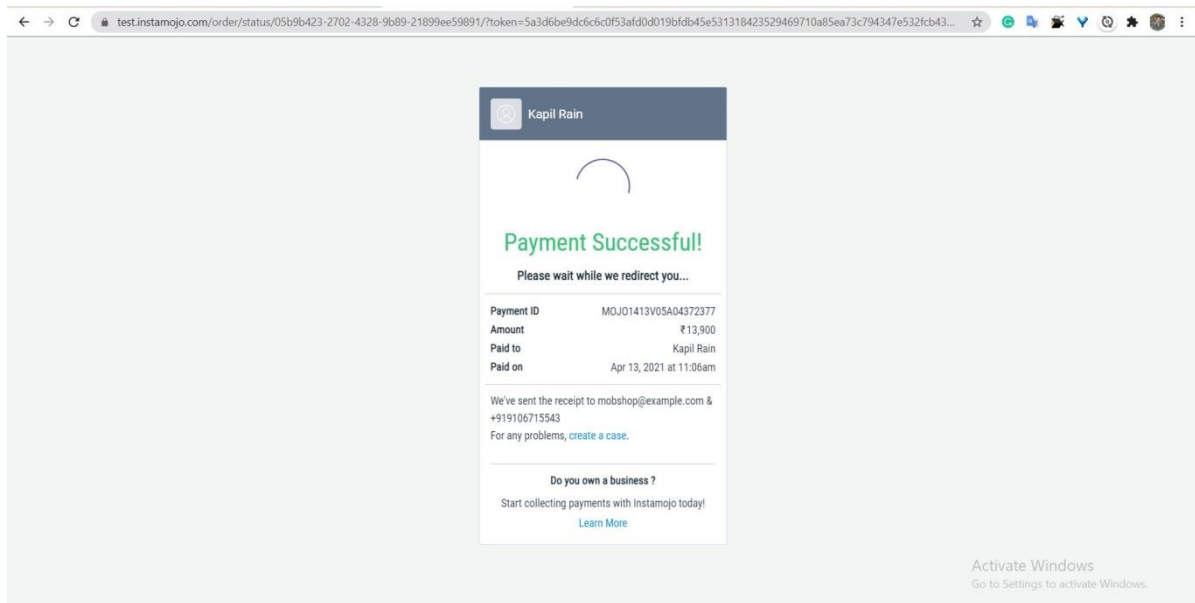 test.instamojo.com/order/status/05b9b423-2702-4328-9b89-21899ee59891/?token=5a3d6be9dc6c6c0f53afd0d019bfdb45e531318423529469710a85ea73c794347e532fcb43...
Kapil Rain
Payment Successful!
Please wait while we redirect you...
Payment ID MOJO1413V05A04372377
Amount ₹13,900
Paid to Kapil Rain
Paid on Apr 13, 2021 at 11:06am
We've sent the receipt to mobshop@example.com &
+919106715543
For any problems, create a case.
Do you own a business ?
Start collecting payments with Instamojo today!
Learn More
Activate Windows
Go to Settings to activate Windows.